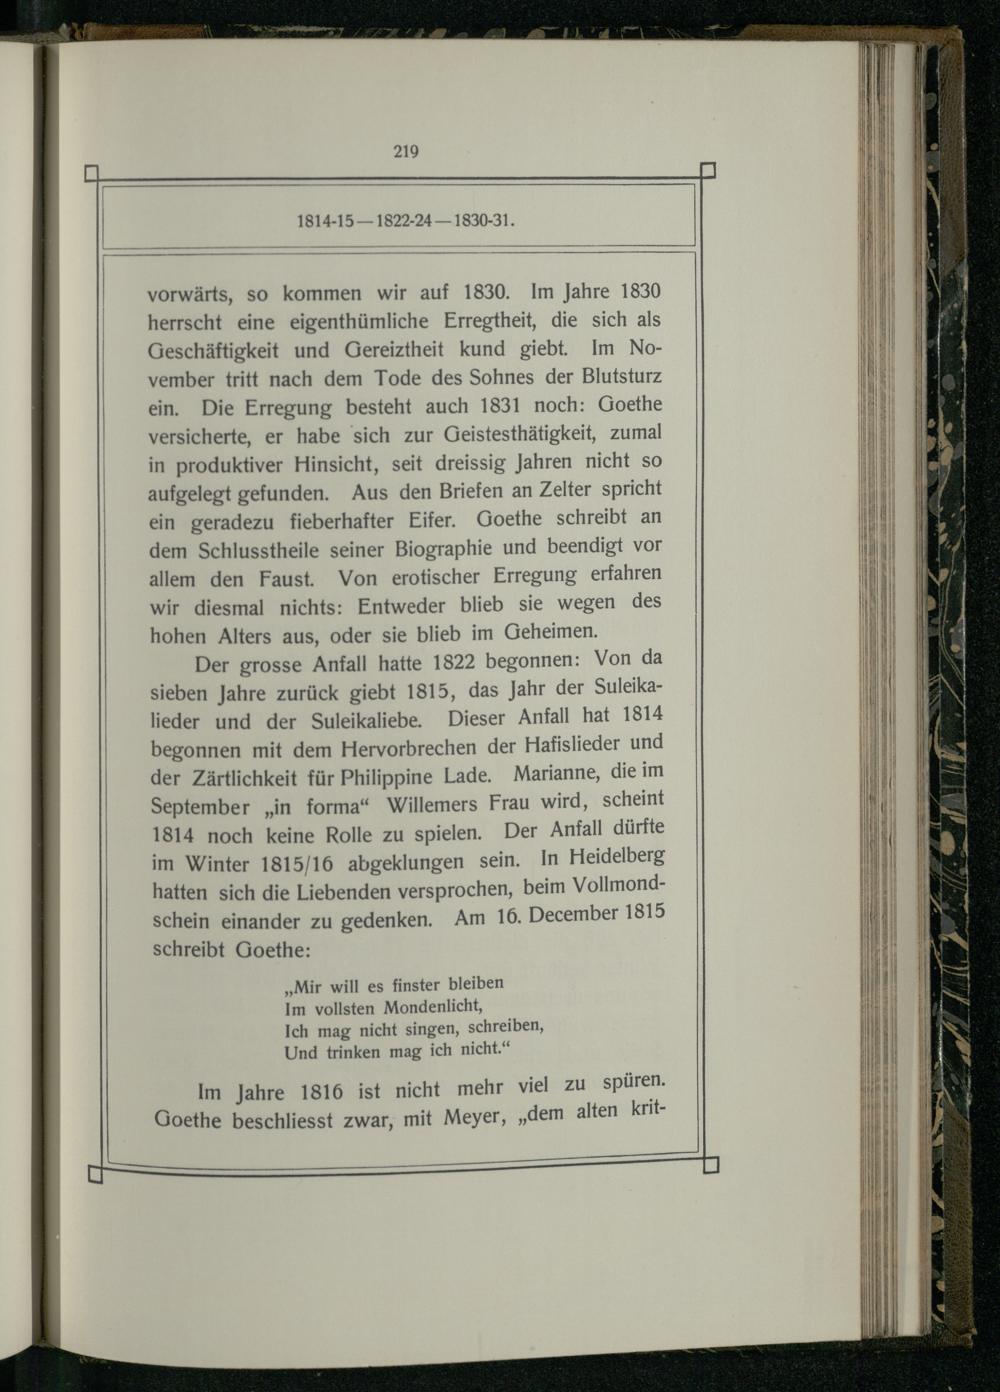 219
1814-15—1822-24—1830-31.
vorwärts, so kommen wir auf 1830. Im Jahre 1830
herrscht eine eigenthümliche Erregtheit, die sich als
Geschäftigkeit und Gereiztheit kund giebt. Im No-
vember tritt nach dem Tode des Sohnes der Blutsturz
ein. Die Erregung besteht auch 1831 noch: Goethe
versicherte, er habe sich zur Geistesthätigkeit, zumal
in produktiver Hinsicht, seit dreissig Jahren nicht so
aufgelegt gefunden. Aus den Briefen an Zelter spricht
ein geradezu fieberhafter Eifer. Goethe schreibt an
dem Schlusstheile seiner Biographie und beendigt vor
allem den Faust. Von erotischer Erregung erfahren
wir diesmal nichts: Entweder blieb sie wegen des
hohen Alters aus, oder sie blieb im Geheimen.
Der grosse Anfall hatte 1822 begonnen: Von da
sieben Jahre zurück giebt 1815, das Jahr der Suleika-
lieder und der Suleikaliebe. Dieser Anfall hat 1814
begonnen mit dem Hervorbrechen der Hafislieder und
der Zärtlichkeit für Philippine Lade. Marianne, die im
September „in forma“ Willemers Frau wird, scheint
1814 noch keine Rolle zu spielen. Der Anfall dürfte
im Winter 1815/16 abgeklungen sein. In Heidelberg
hatten sich die Liebenden versprochen, beim Vollmond-
schein einander zu gedenken. Am 16. December 1815
schreibt Goethe:
„Mir will es finster bleiben
Im vollsten Mondenlicht,
Ich mag nicht singen, schreiben,
Und trinken mag ich nicht.“
Im Jahre 1816 ist nicht mehr viel zu spüren.
Goethe beschliesst zwar, mit Meyer, „dem alten krit-